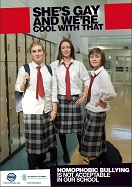 SHE'S GAY
AND WE'RE
COOL WITH THAT
HOMOPHOBIC BULLYING
IS NOT ACCEPTABLE
IN OUR SCHOOL